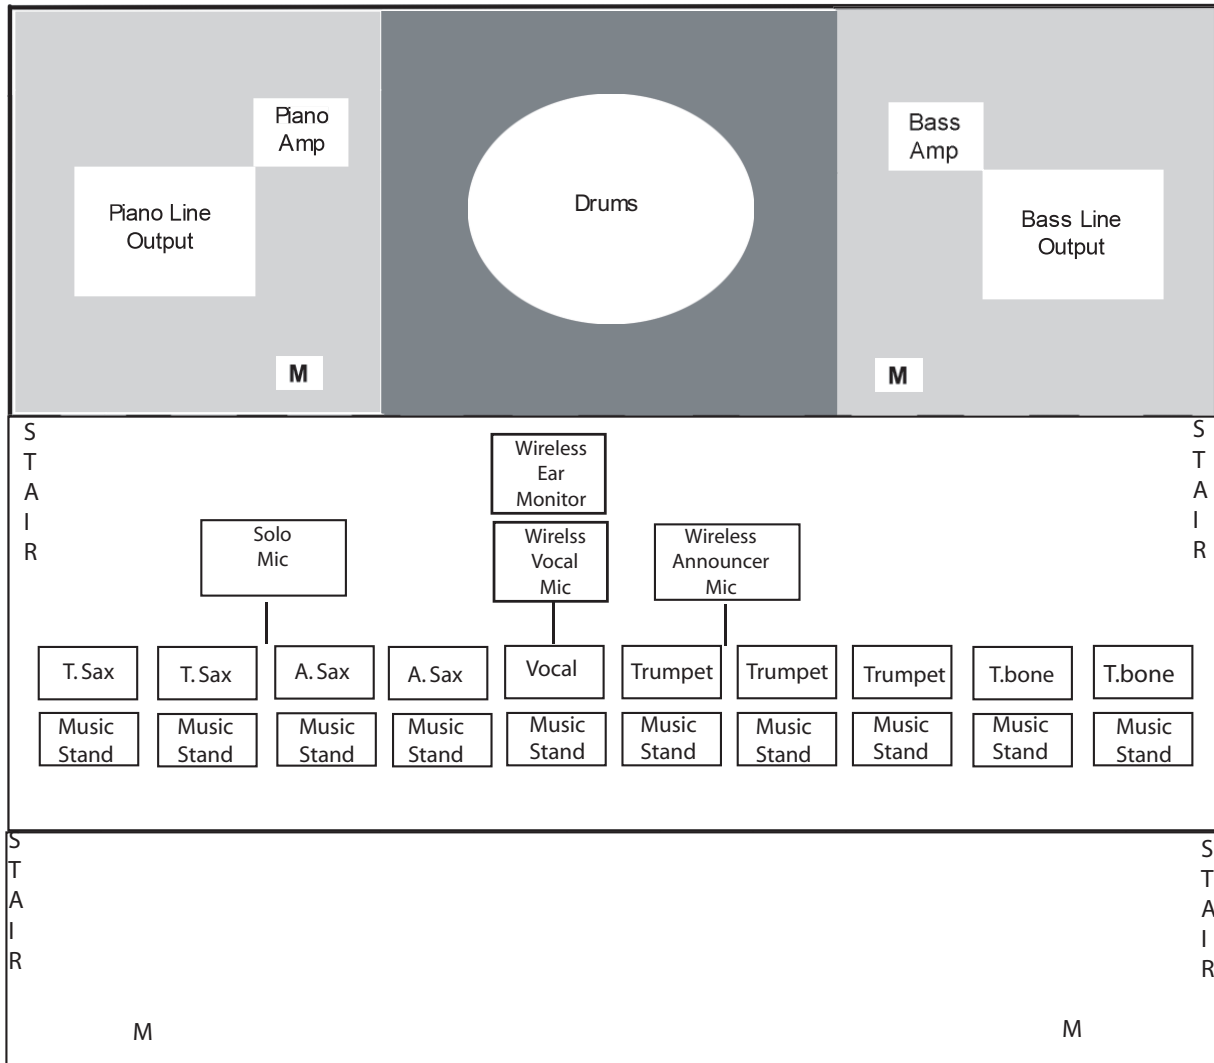 Piano
Amp
Bass
Amp
Piano Line
Output
Drums
Bass Line
Output
M
M
S
T
A
I
R
S
T
A
I
R
Wireless
Ear
Monitor
Solo
Mic
Wirelss
Vocal
Mic
Wireless
Announcer
Mic
T. Sax
T. Sax
A. Sax
A. Sax
Vocal
Trumpet
Trumpet
Trumpet
T.bone
T.bone
Music
Stand
Music
Stand
Music
Stand
Music
Stand
Music
Stand
Music
Stand
Music
Stand
Music
Stand
Music
Stand
Music
Stand
S
T
A
I
R
S
T
A
I
R
M
M